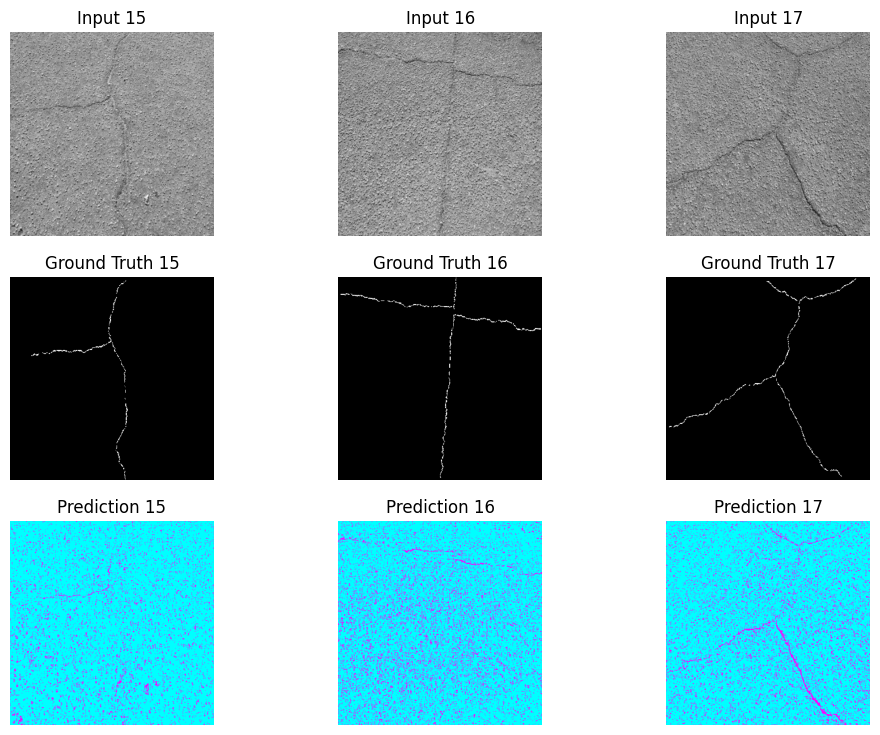 Input 15
Input 16
Input 17
Ground Truth 15
Ground Truth 16
Ground Truth 17
Prediction 15
Prediction 16
Prediction 17